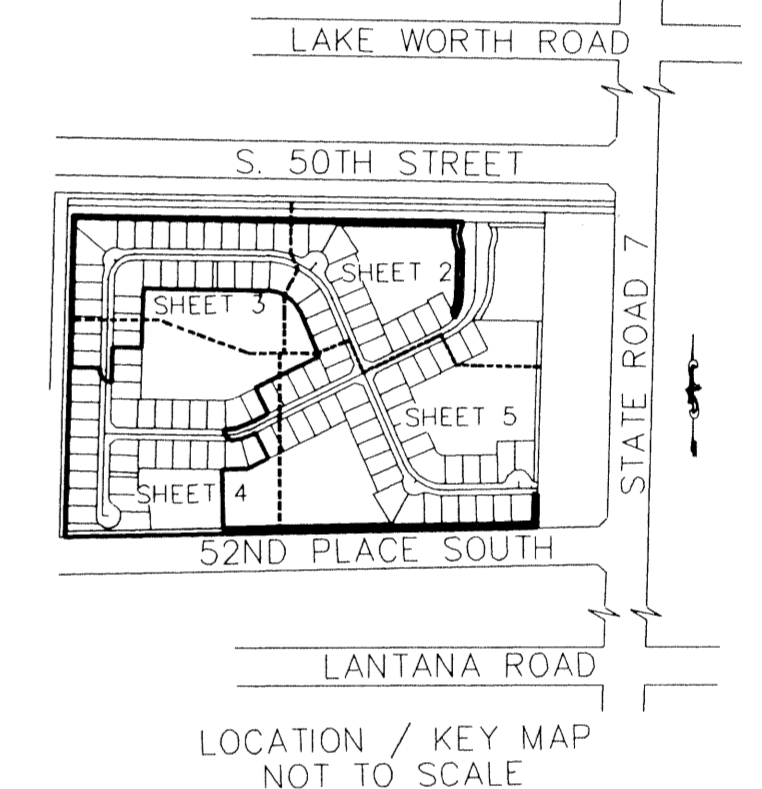 LAKE WORTH ROAD
S. 50TH STREET
SHEET 2
SHEET 3
STATE ROAD 7
SHEET 5
SHEET 4
52ND PLACE SOUTH
LANTANA ROAD
LOCATION / KEY MAP
NOT TO SCALE